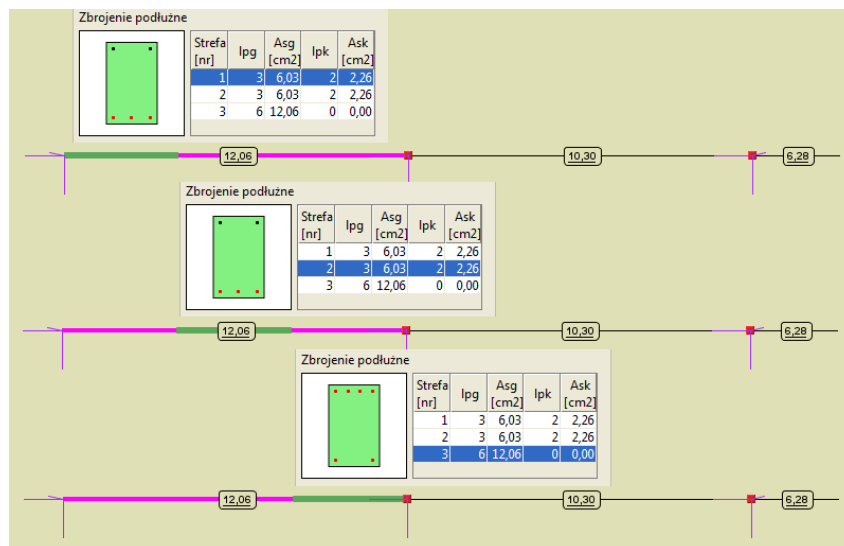 Zbrojenie podłużne
Strefa [nr] lpg Asg [cm2] lpk Ask [cm2]
1 3 6,03 2 2,26
2 3 6,03 2 2,26
3 6 12,06 0 0,00
12,06 10,30 6,28
Zbrojenie podłużne
Strefa [nr] lpg Asg [cm2] lpk Ask [cm2]
1 3 6,03 2 2,26
2 3 6,03 2 2,26
3 6 12,06 0 0,00
12,06 10,30 6,28
Zbrojenie podłużne
Strefa [nr] lpg Asg [cm2] lpk Ask [cm2]
1 3 6,03 2 2,26
2 3 6,03 2 2,26
3 6 12,06 0 0,00
12,06 10,30 6,28